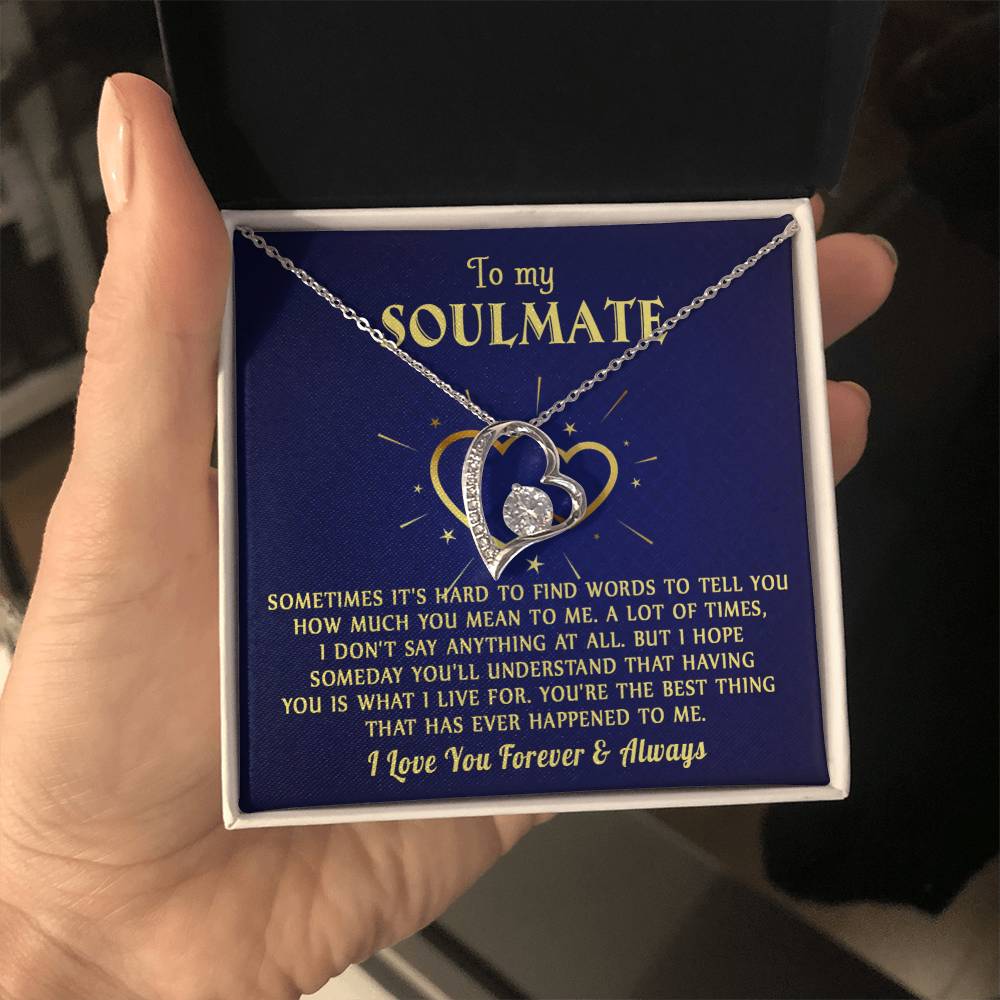 To my
SOULMATE
SOMETIMES IT'S HARD TO FIND WORDS TO TELL YOU
HOW MUCH YOU MEAN TO ME. A LOT OF TIMES,
I DON'T SAY ANYTHING AT ALL. BUT I HOPE
SOMEDAY YOU'LL UNDERSTAND THAT HAVING
YOU IS WHAT I LIVE FOR. YOU'RE THE BEST THING
THAT HAS EVER HAPPENED TO ME.
I Love You Forever & Always